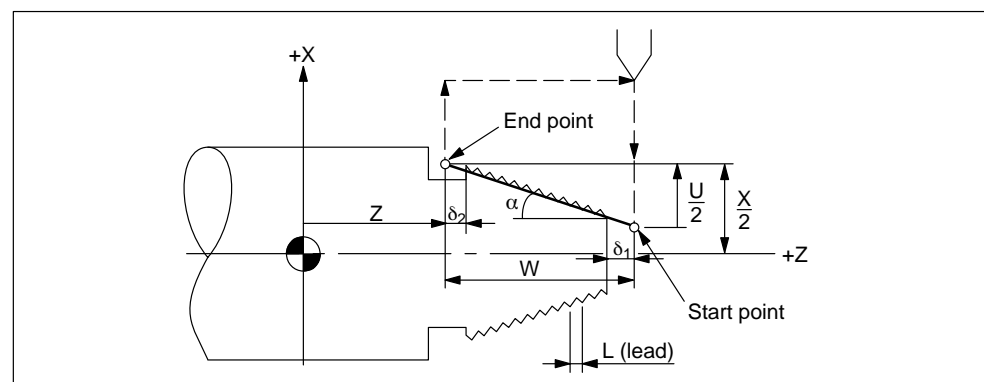 +X
End point
U
2
X
2
α
δ2
Z
δ1
+Z
W
Start point
L (lead)